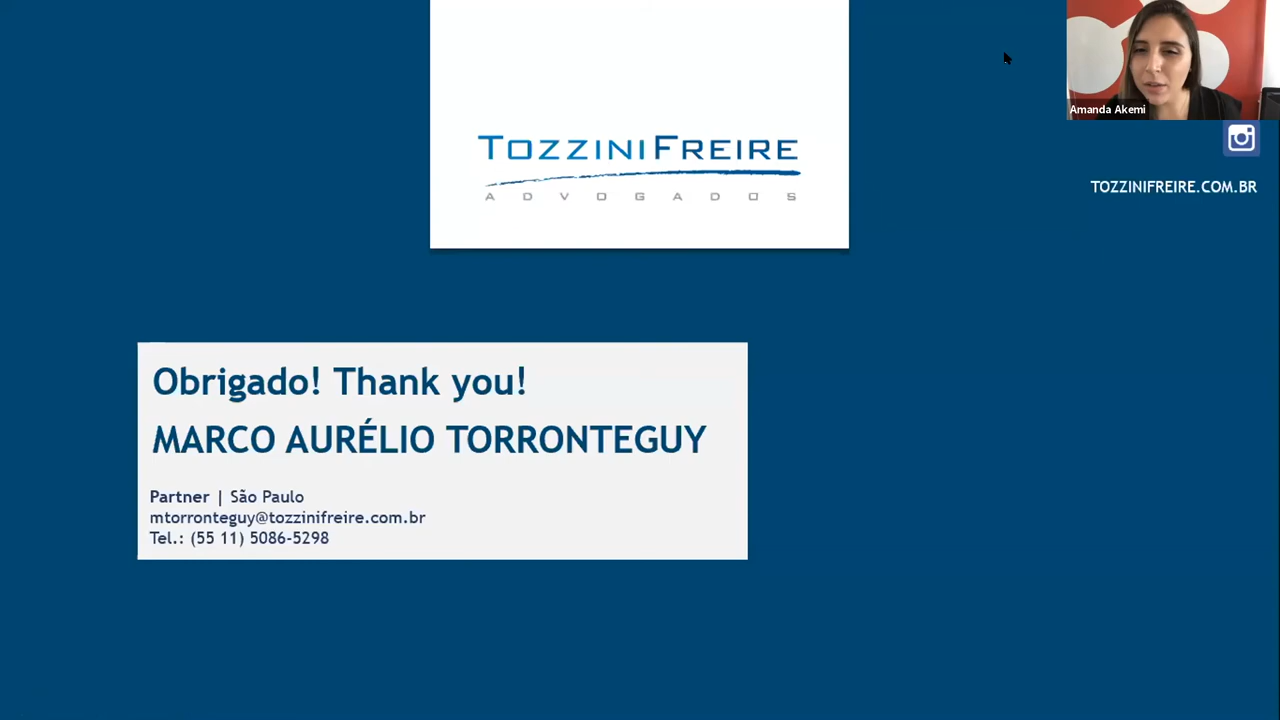 TOZZINIFREIRE
ADVOGADOS
Amanda Akemi
TOZZINIFREIRE.COM.BR
Obrigado! Thank you!
MARCO AURÉLIO TORRONTEGUY
Partner | São Paulo
mtorronteguy@tozzinifreire.com.br
Tel.: (55 11) 5086-5298